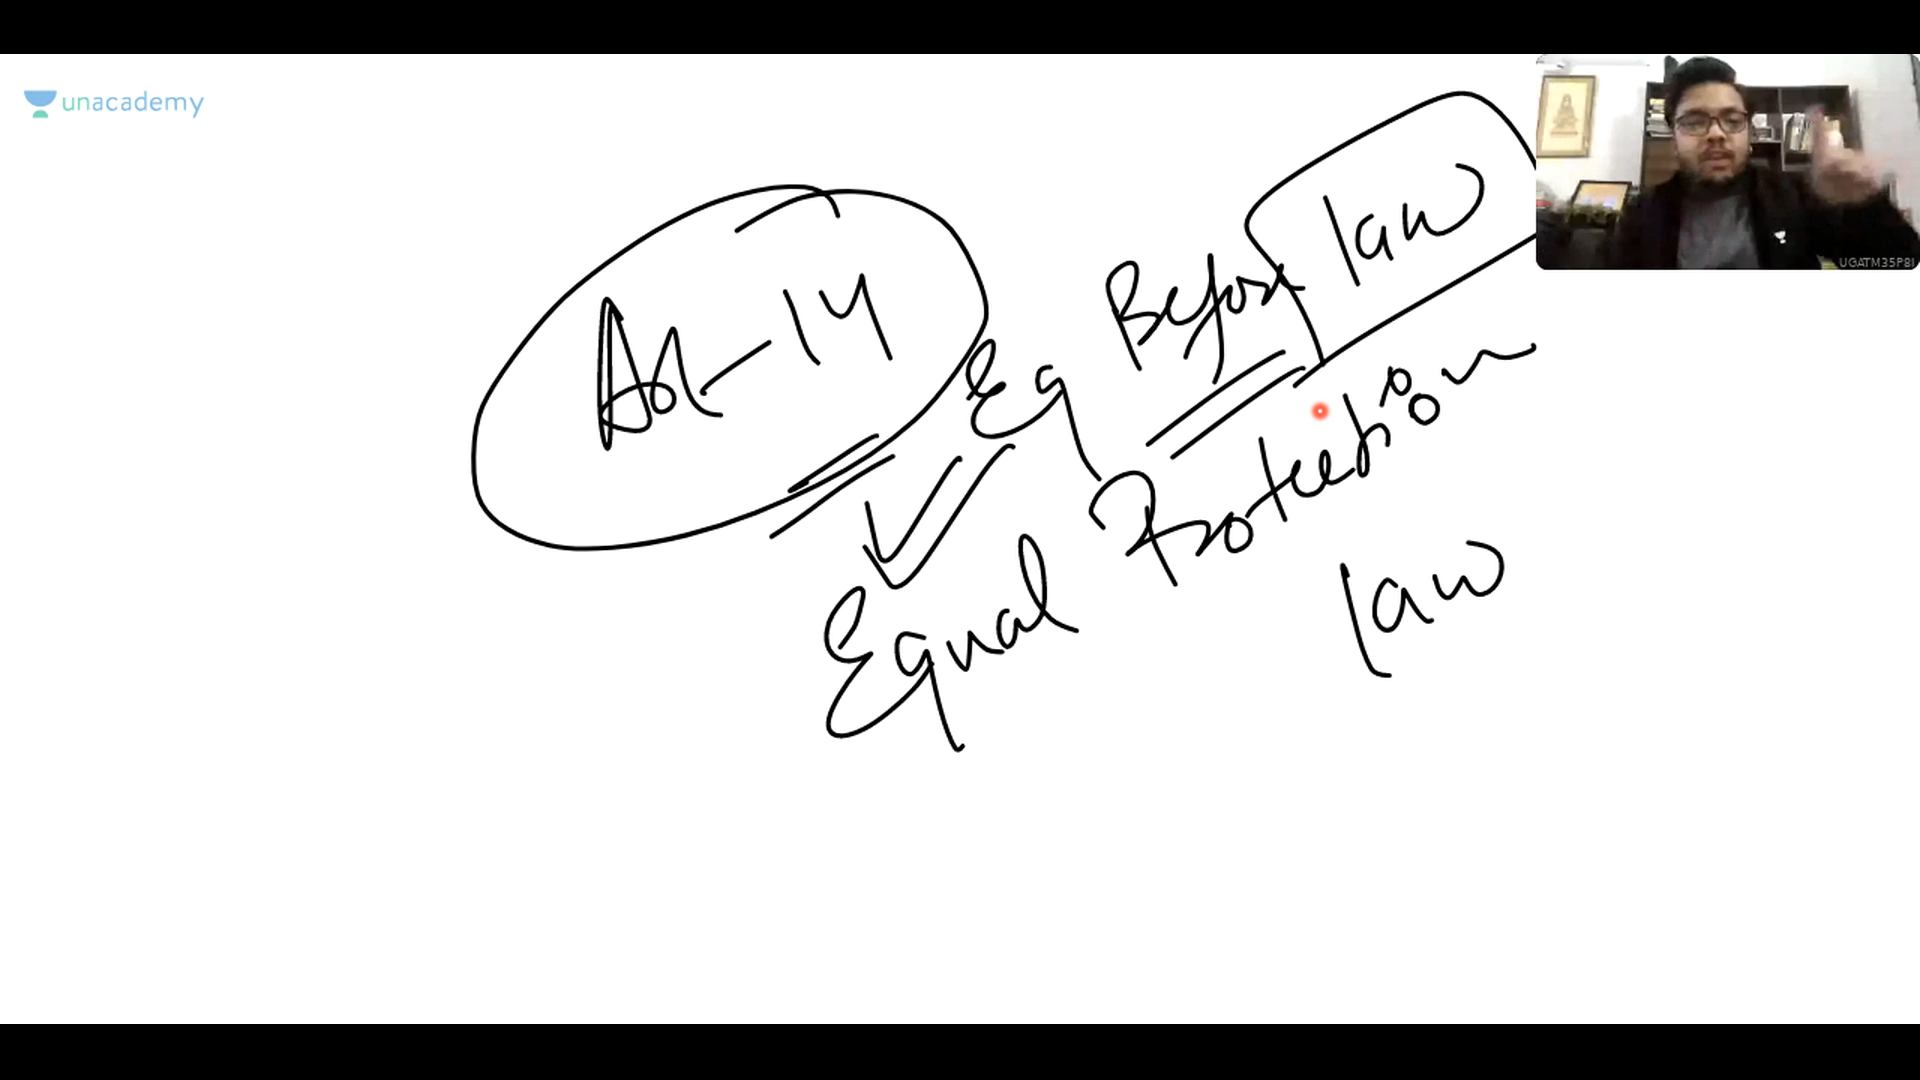 unacademy
UGATM35P8I
Art-14
Eq Before law
Equal Protection
law